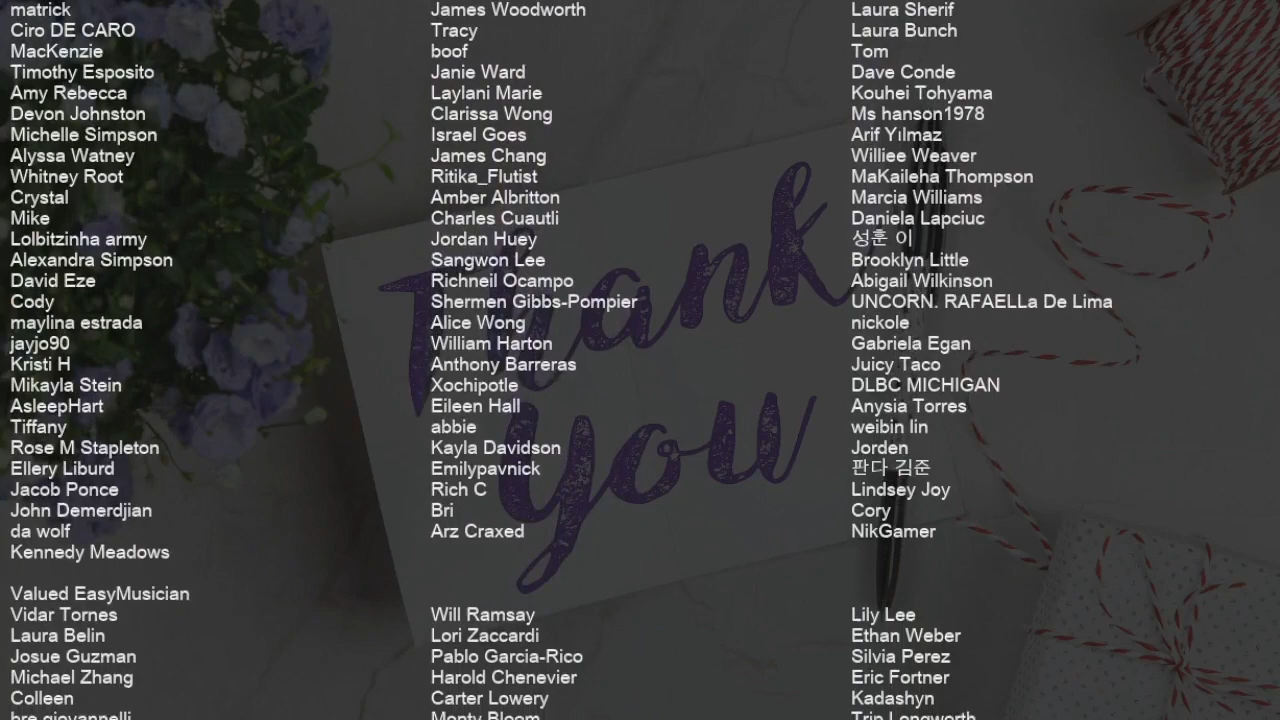 matrick
Ciro DE CARO
MacKenzie
Timothy Esposito
Amy Rebecca
Devon Johnston
Michelle Simpson
Alyssa Watney
Whitney Root
Crystal
Mike
Lolbitzinha army
Alexandra Simpson
David Eze
Cody
maylina estrada
jayjo90
Kristi H
Mikayla Stein
AsleepHart
Tiffany
Rose M Stapleton
Ellery Liburd
Jacob Ponce
John Demerdjian
da wolf
Kennedy Meadows
James Woodworth
Tracy
boof
Janie Ward
Laylani Marie
Clarissa Wong
Israel Goes
James Chang
Ritika_Flutist
Amber Albritton
Charles Cuautli
Jordan Huey
Sangwon Lee
Richneil Ocampo
Shermen Gibbs-Pompier
Alice Wong
William Harton
Anthony Barreras
Xochipotle
Eileen Hall
abbie
Kayla Davidson
Emilypavnick
Rich C
Bri
Arz Craxed
Laura Sherif
Laura Bunch
Tom
Dave Conde
Kouhei Tohyama
Ms hanson1978
Arif Yılmaz
Williee Weaver
MaKaileha Thompson
Marcia Williams
Daniela Lapciuc
성훈 이
Brooklyn Little
Abigail Wilkinson
UNCORN. RAFAELLa De Lima
nickole
Gabriela Egan
Juicy Taco
DLBC MICHIGAN
Anysia Torres
weibin lin
Jorden
판다 김준
Lindsey Joy
Cory
NikGamer
Thank
you
Valued EasyMusician
Vidar Tornes
Laura Belin
Josue Guzman
Michael Zhang
Colleen
bre giovannelli
Will Ramsay
Lori Zaccardi
Pablo Garcia-Rico
Harold Chenevier
Carter Lowery
Monty Bloom
Lily Lee
Ethan Weber
Silvia Perez
Eric Fortner
Kadashyn
Trip Longworth